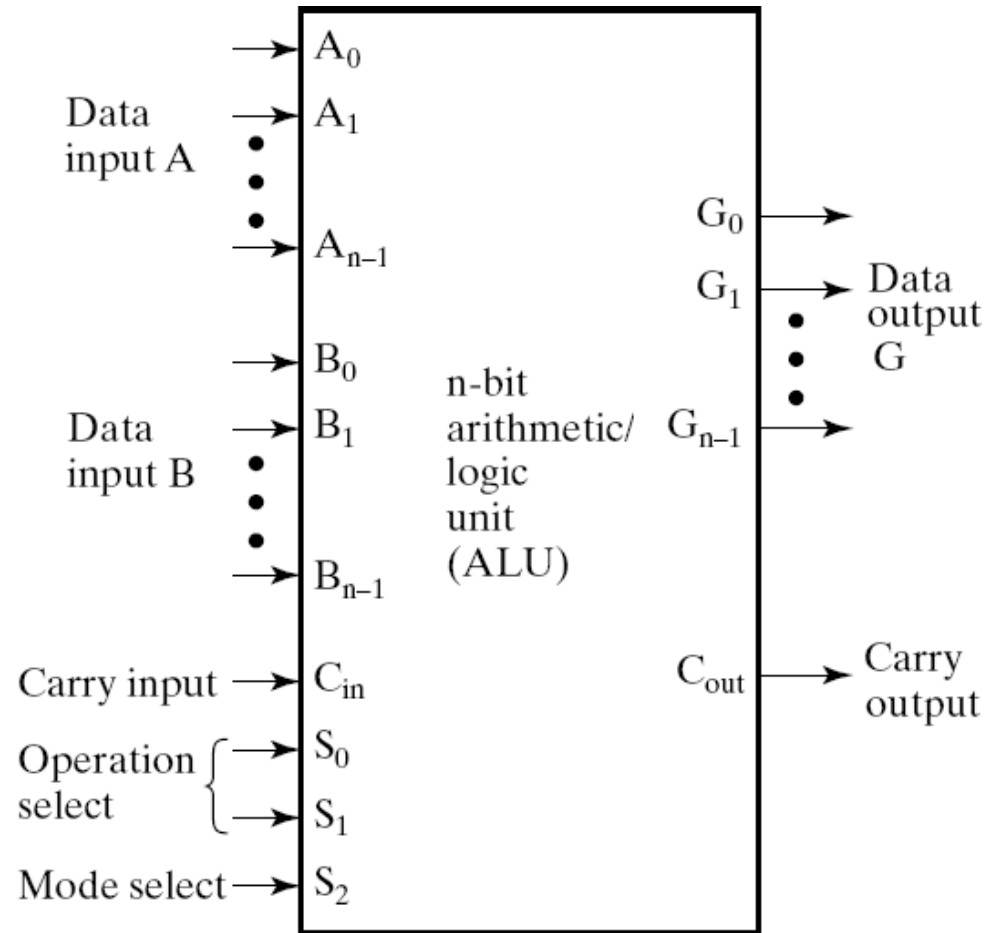 A₀
Data
input A
A₁
Aₙ₋₁
G₀
G₁
Data
output
G
Gₙ₋₁
Data
input B
B₀
B₁
Bₙ₋₁
n-bit
arithmetic/
logic
unit
(ALU)
Carry input
Cᵢₙ
Cₒᵤₜ
Carry
output
Operation
select
S₀
S₁
Mode select
S₂